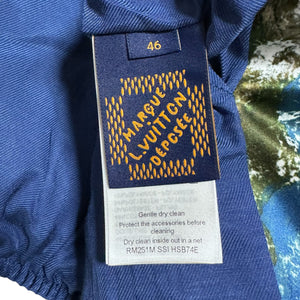 46
MARQUE
L.VUITTON
DÉPOSÉE
Gentle dry clean
Protect the accessories before
cleaning
Dry clean inside out in a net
RM251M SSI HSB74E